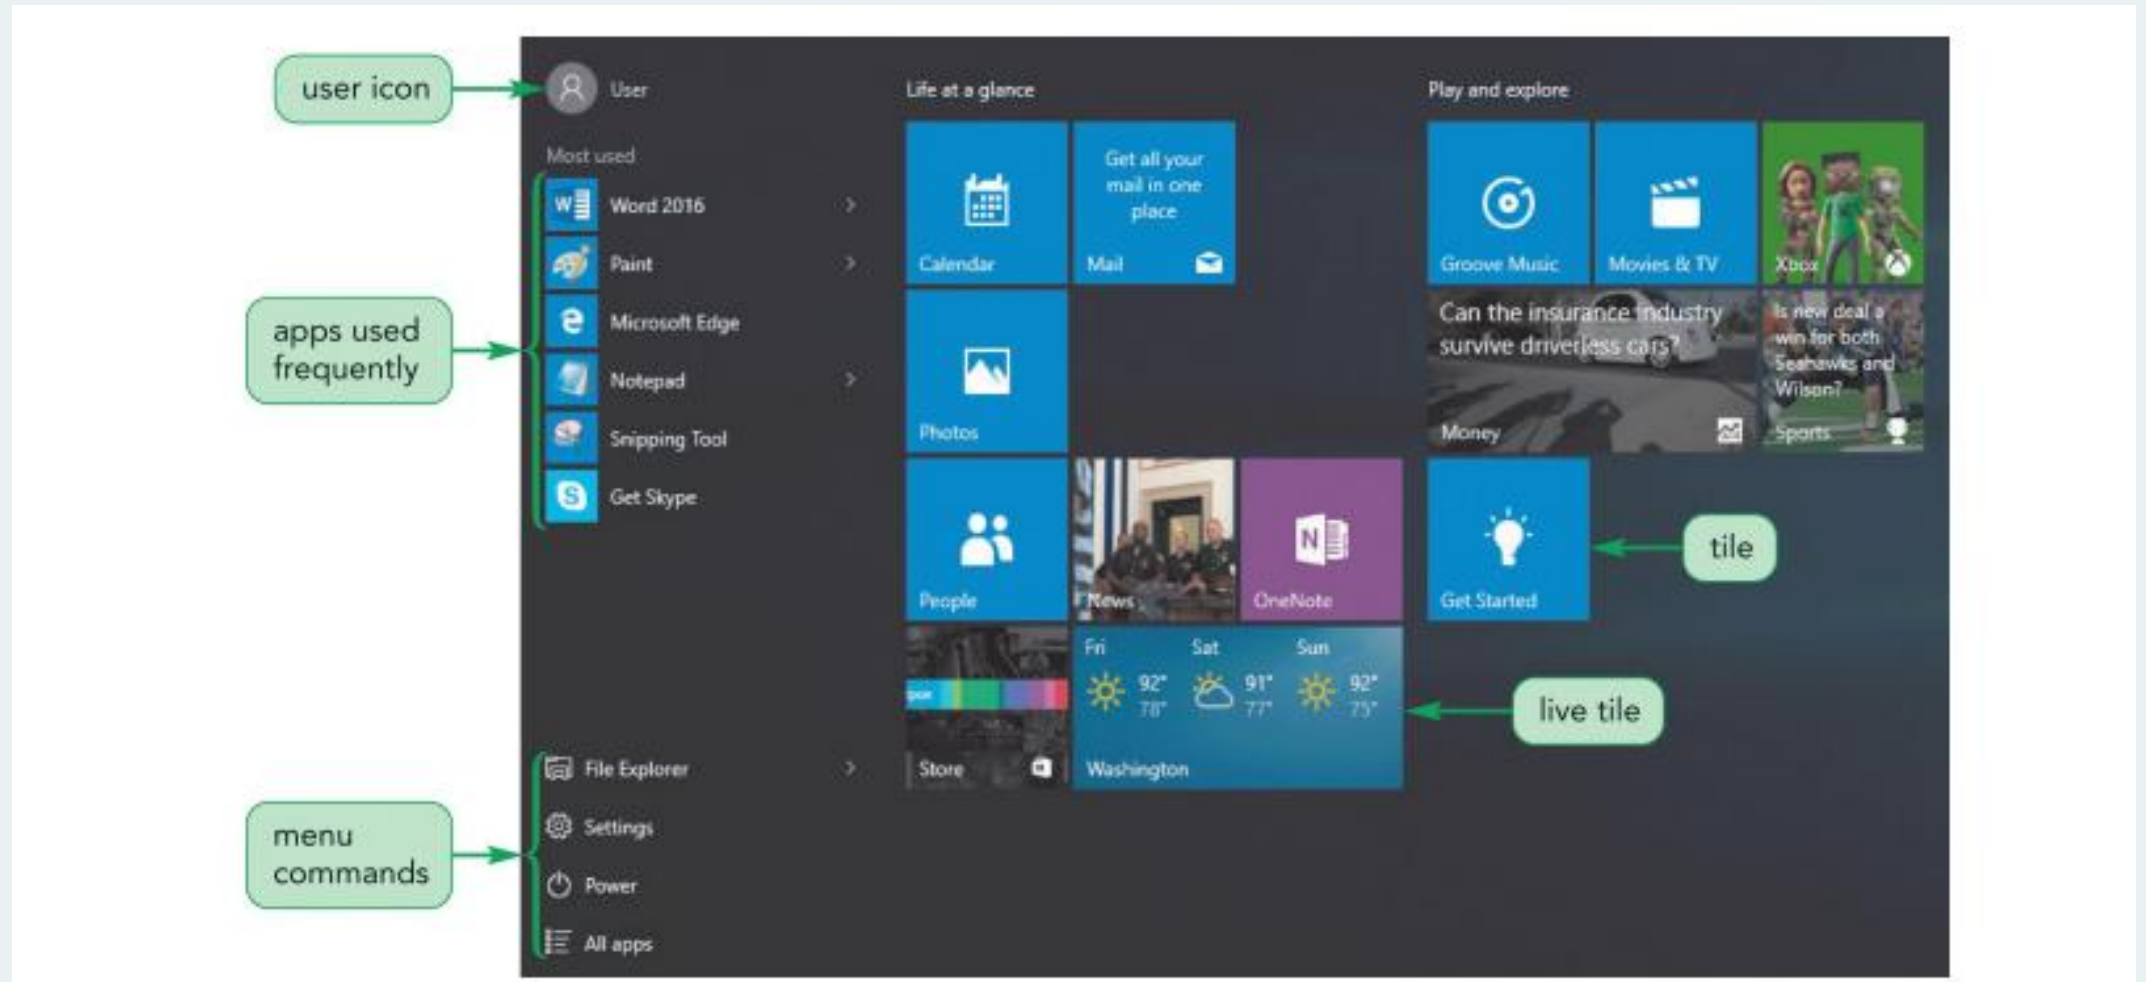 user icon
User
Most used
apps used
frequently
Word 2016
Paint
Microsoft Edge
Notepad
Snipping Tool
Get Skype
menu
commands
File Explorer
Settings
Power
All apps
Life at a glance
Calendar
Get all your
mail in one
place
Mail
Photos
People
News
OneNote
Store
Fri Sat Sun
92° 91° 92°
78° 77° 75°
Washington
live tile
Play and explore
Groove Music
Movies & TV
Xbox
Can the insurance industry
survive driverless cars?
Money
Is new deal a
win for both
Seahawks and
Wilson?
Sports
Get Started
tile